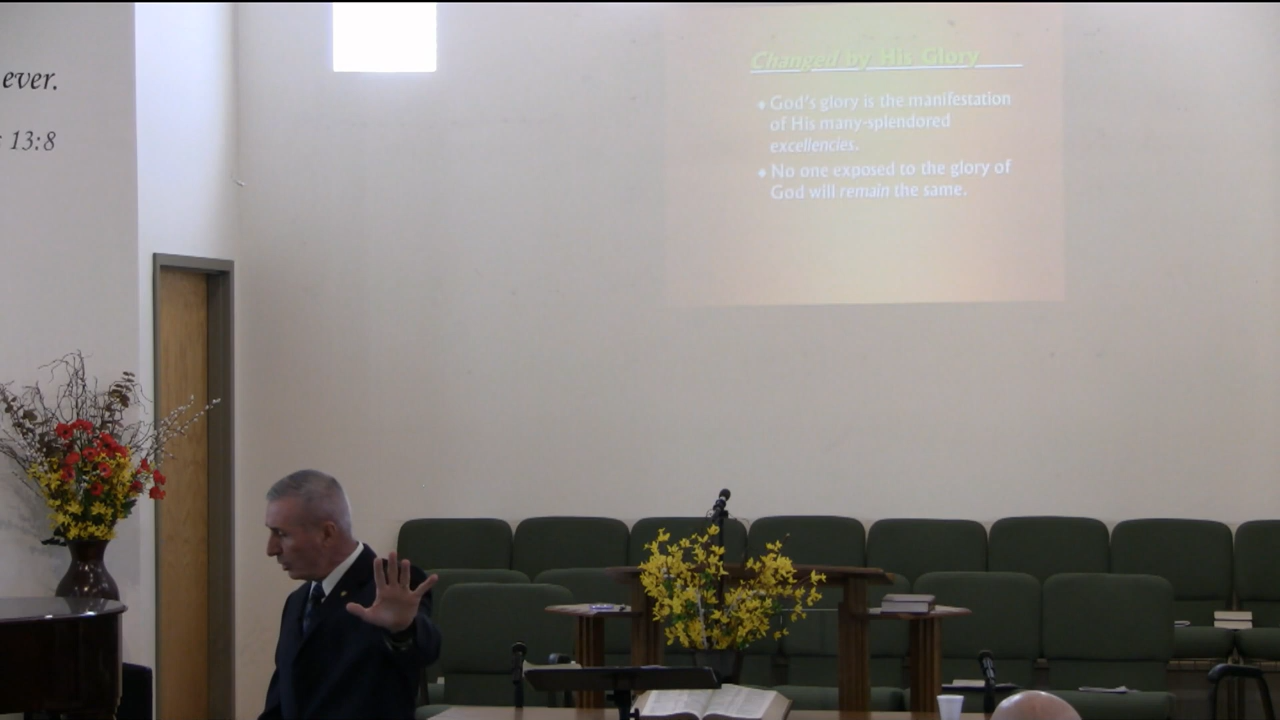 ever.
13:8
Changed by His Glory
God's glory is the manifestation
of His many-splendored
excellencies.
No one exposed to the glory of
God will remain the same.